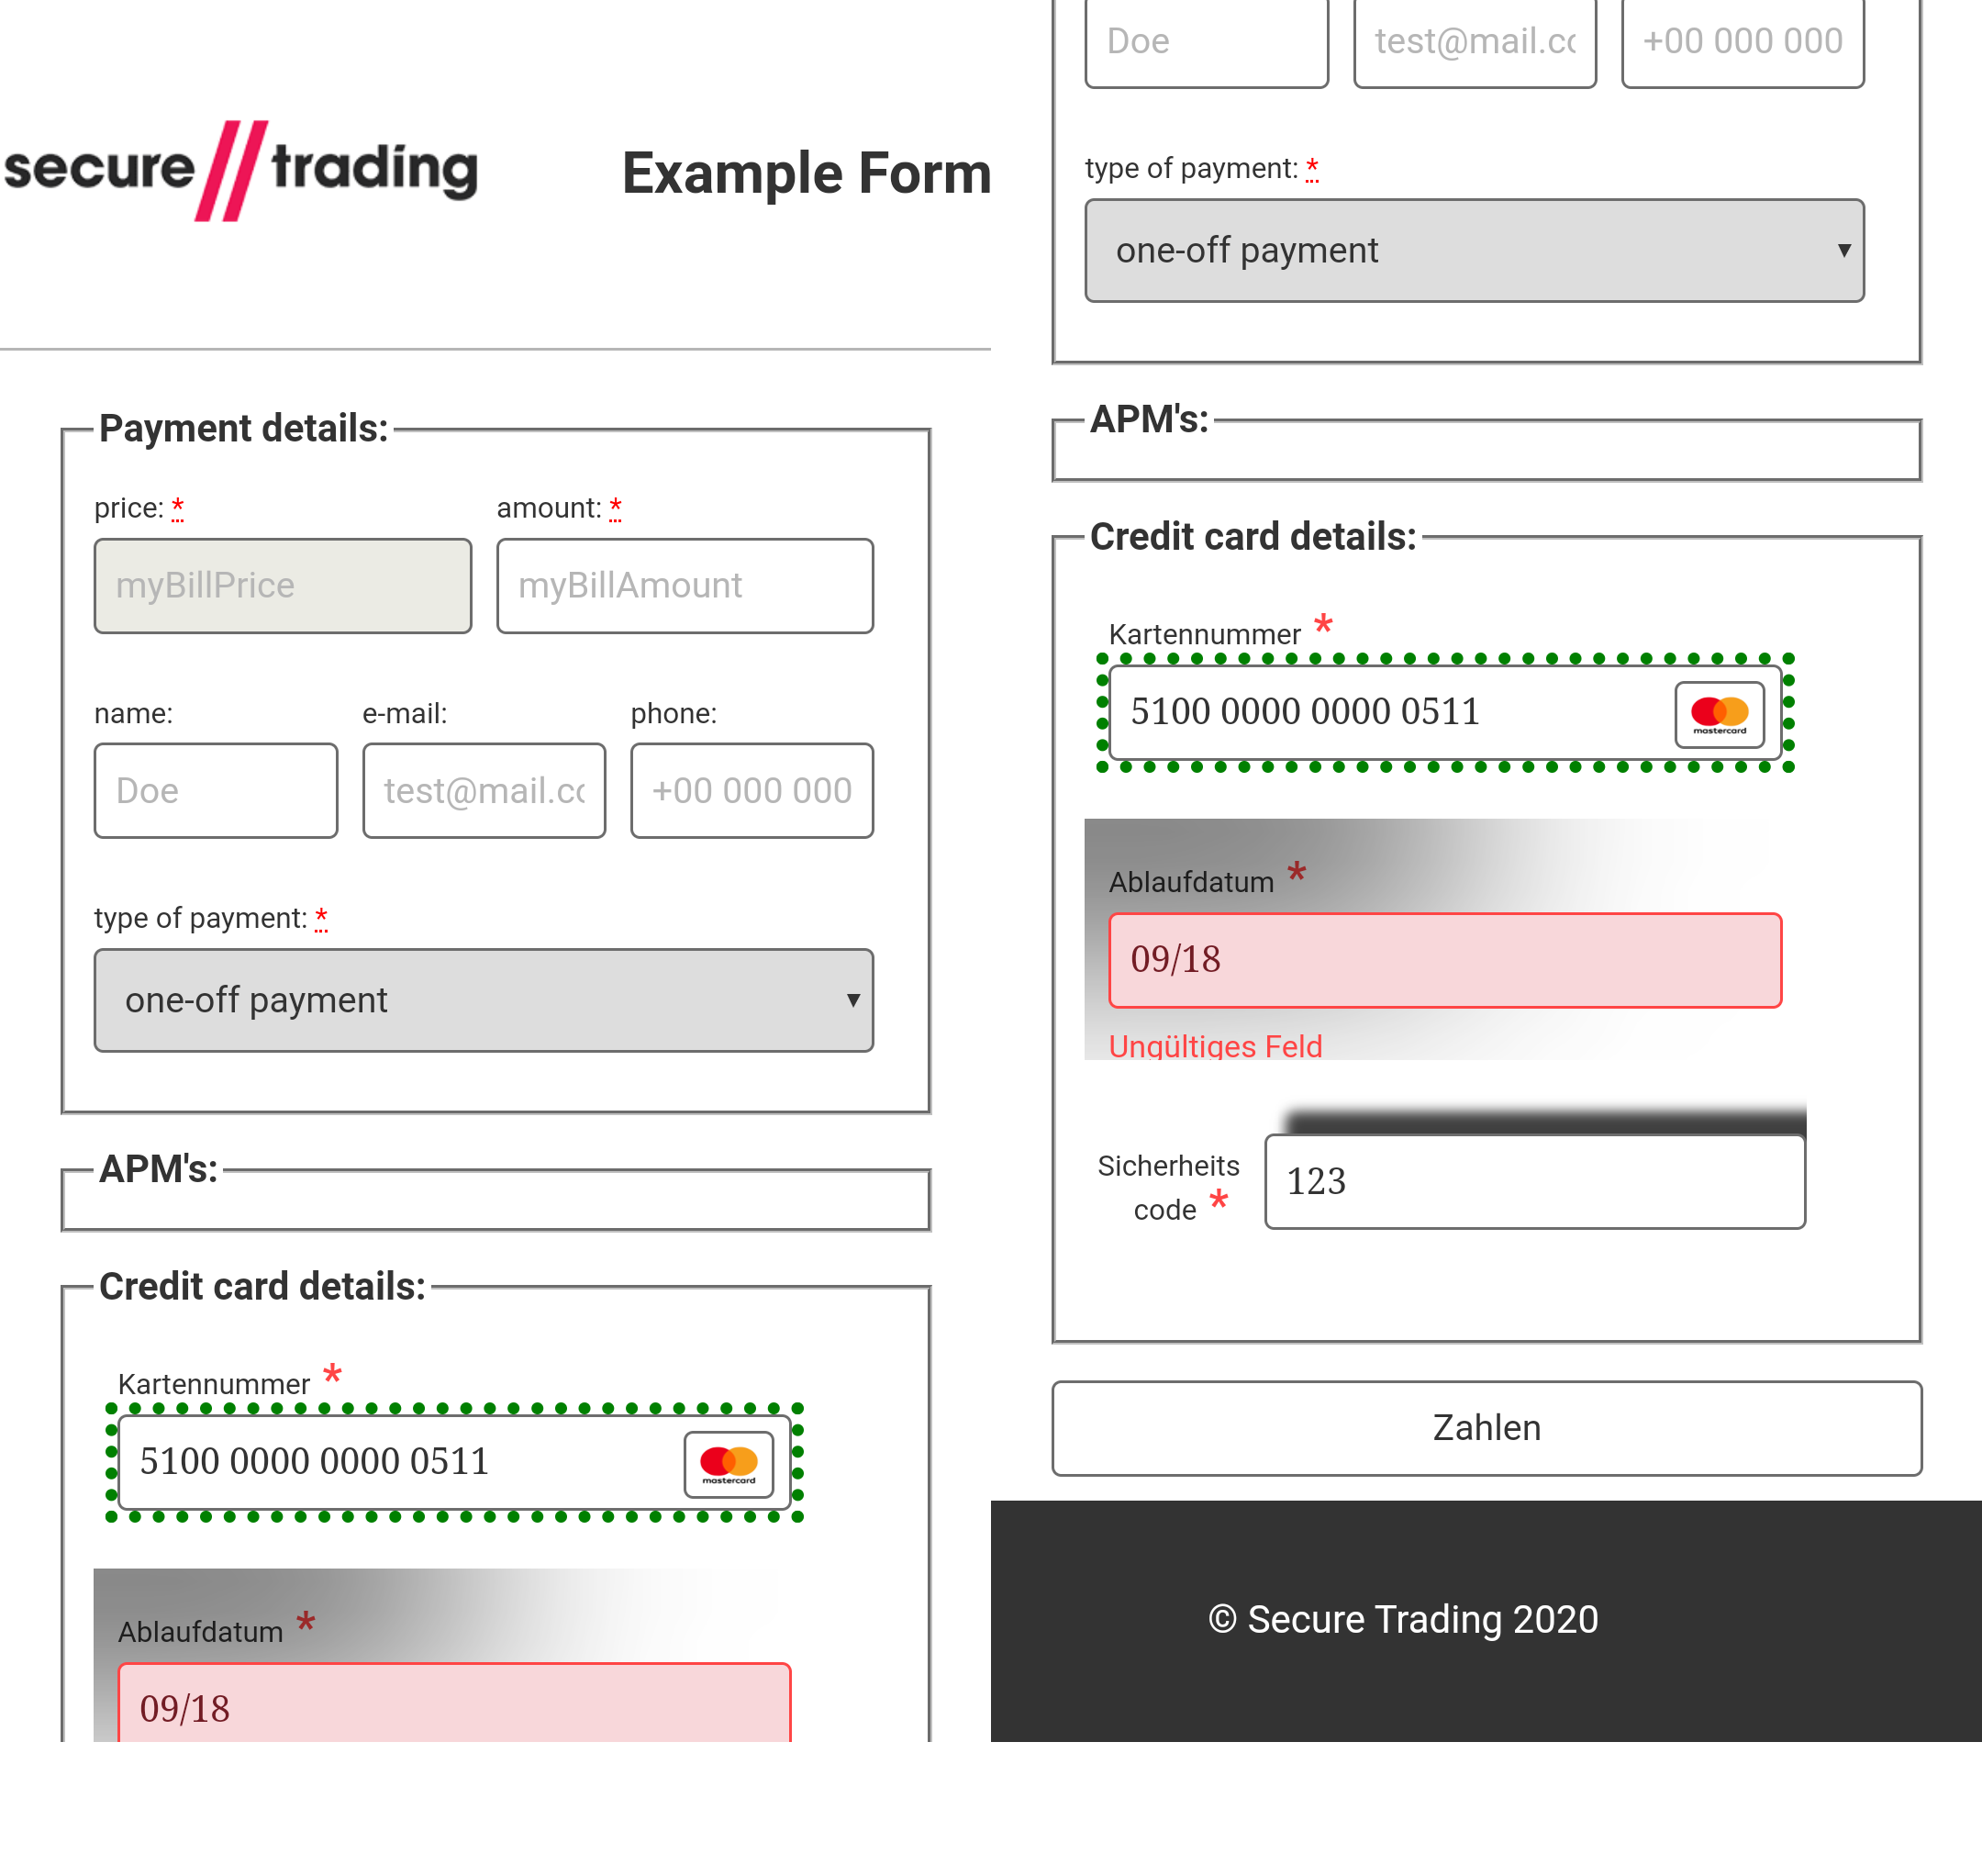 secure//trading
Example Form
Payment details:
price: * amount: *
myBillPrice myBillAmount
name: e-mail: phone:
Doe test@mail.cc +00 000 000
type of payment: *
one-off payment
APM's:
Credit card details:
Kartennummer *
5100 0000 0000 0511
mastercard
Ablaufdatum *
09/18
Doe test@mail.cc +00 000 000
type of payment: *
one-off payment
APM's:
Credit card details:
Kartennummer *
5100 0000 0000 0511
mastercard
Ablaufdatum *
09/18
Ungültiges Feld
Sicherheits
code *
123
Zahlen
© Secure Trading 2020